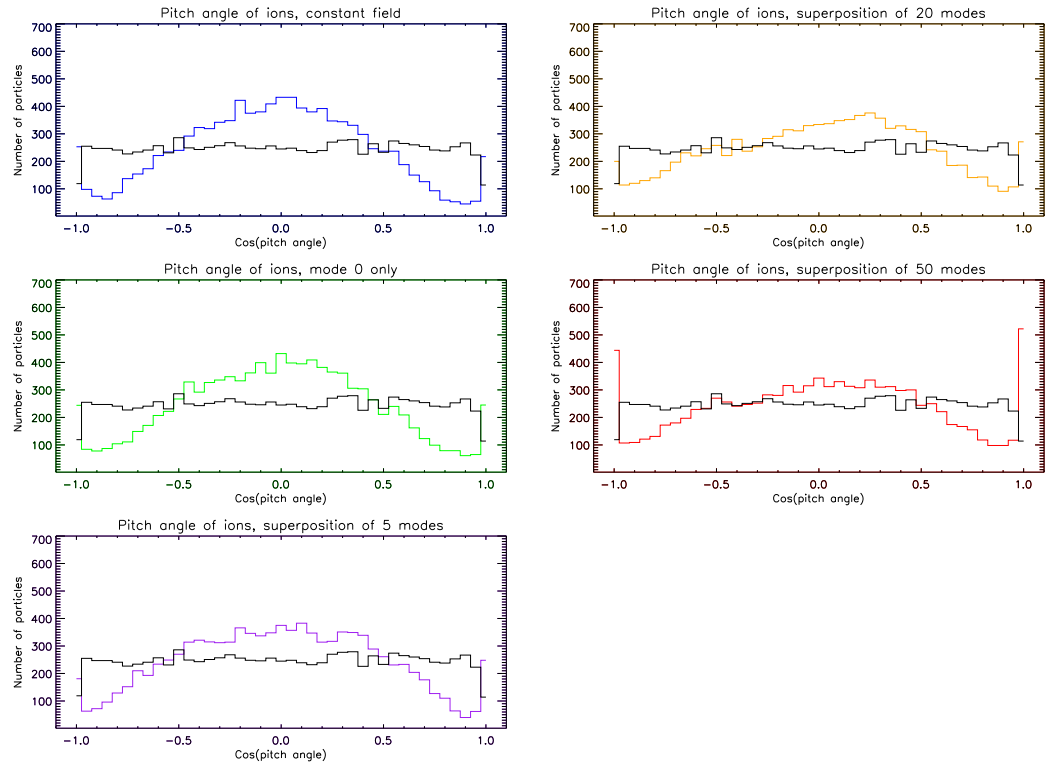 Pitch angle of ions, constant field
700
600
500
400
300
200
100
Number of particles
-1.0 -0.5 0.0 0.5 1.0
Cos(pitch angle)
Pitch angle of ions, superposition of 20 modes
700
600
500
400
300
200
100
Number of particles
-1.0 -0.5 0.0 0.5 1.0
Cos(pitch angle)
Pitch angle of ions, mode 0 only
700
600
500
400
300
200
100
Number of particles
-1.0 -0.5 0.0 0.5 1.0
Cos(pitch angle)
Pitch angle of ions, superposition of 50 modes
700
600
500
400
300
200
100
Number of particles
-1.0 -0.5 0.0 0.5 1.0
Cos(pitch angle)
Pitch angle of ions, superposition of 5 modes
700
600
500
400
300
200
100
Number of particles
-1.0 -0.5 0.0 0.5 1.0
Cos(pitch angle)